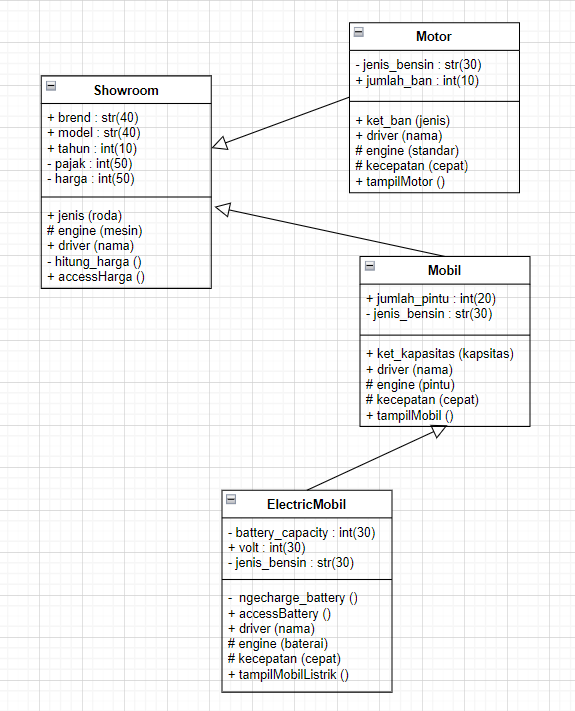 Motor
- jenis_bensin : str(30)
+ jumlah_ban : int(10)
+ ket_ban (jenis)
+ driver (nama)
# engine (standar)
# kecepatan (cepat)
+ tampilMotor ()
Showroom
+ brend : str(40)
+ model : str(40)
+ tahun : int(10)
- pajak : int(50)
- harga : int(50)
+ jenis (roda)
# engine (mesin)
+ driver (nama)
- hitung_harga ()
+ accessHarga ()
Mobil
+ jumlah_pintu : int(20)
- jenis_bensin : str(30)
+ ket_kapasitas (kapsitas)
+ driver (nama)
# engine (pintu)
# kecepatan (cepat)
+ tampilMobil ()
ElectricMobil
- battery_capacity : int(30)
+ volt : int(30)
- jenis_bensin : str(30)
- ngecharge_battery ()
+ accessBattery ()
+ driver (nama)
# engine (baterai)
# kecepatan (cepat)
+ tampilMobilListrik ()